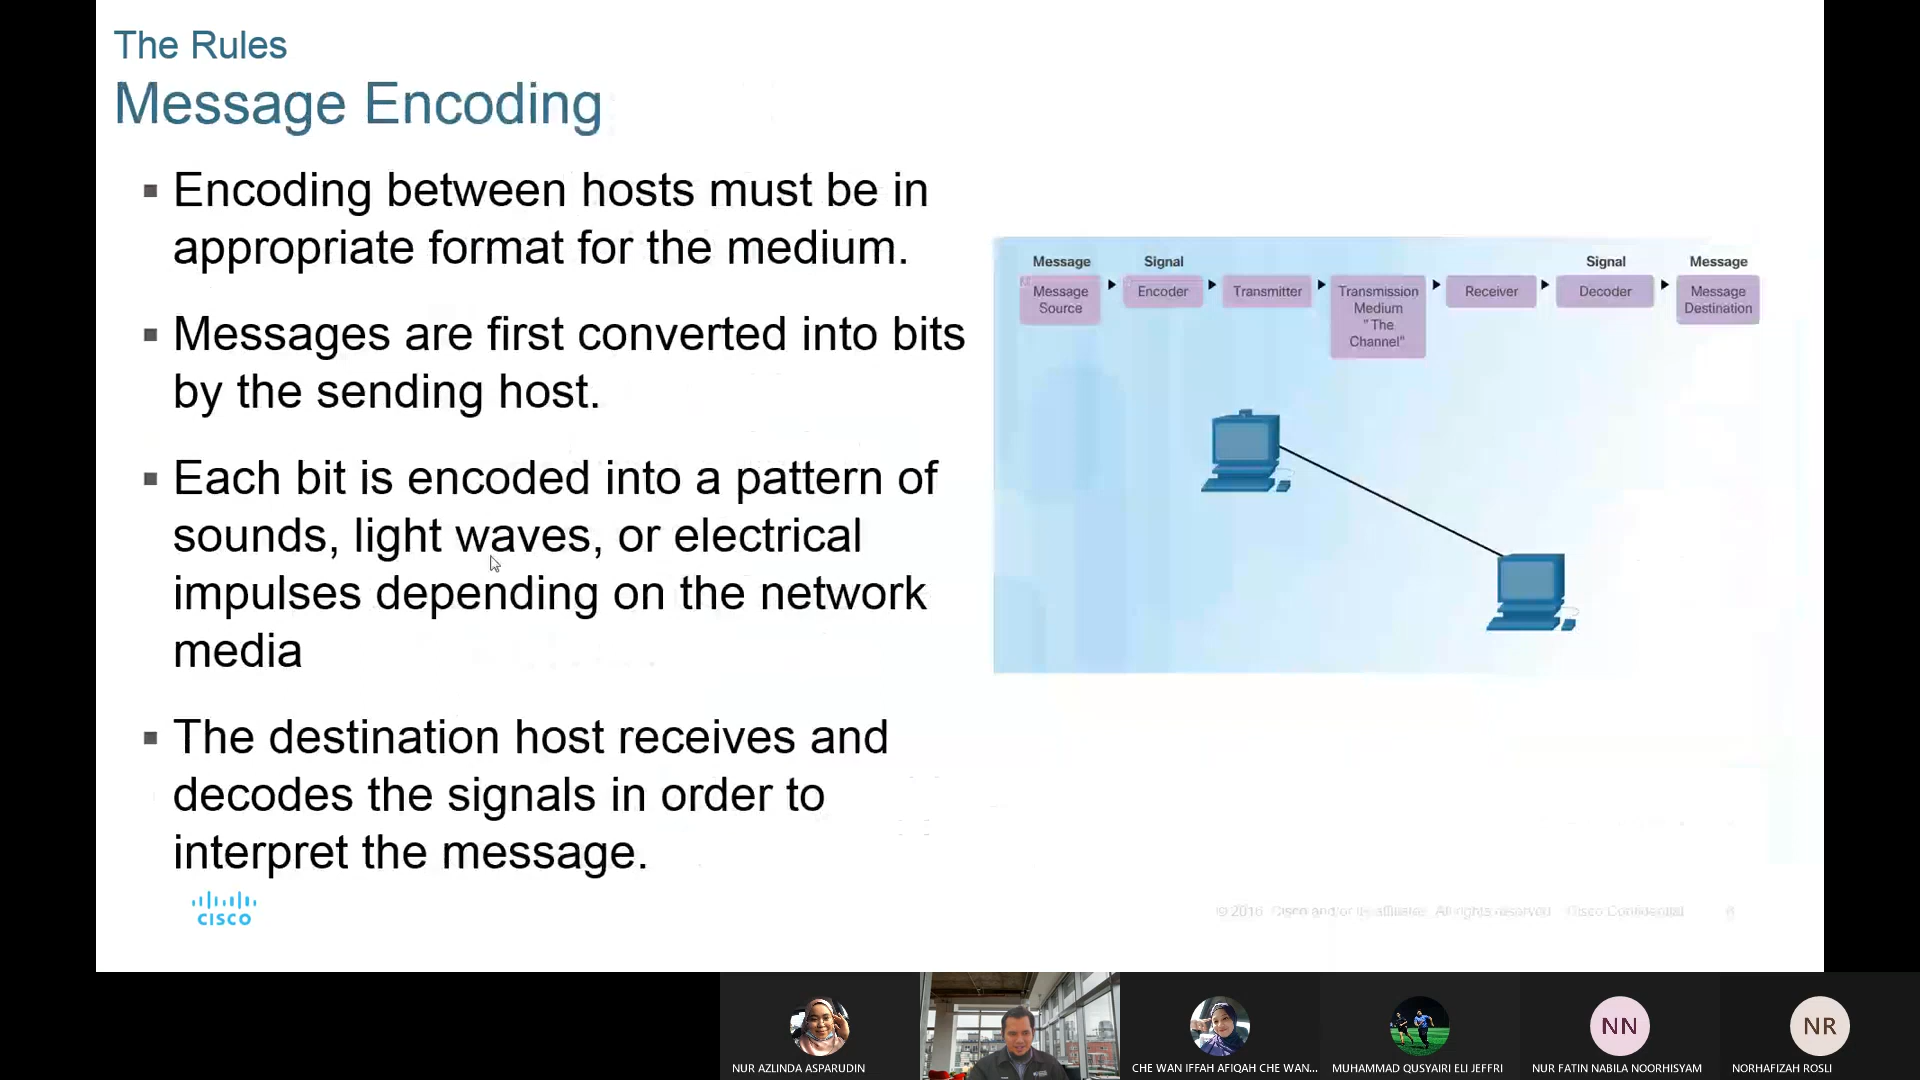 The Rules
Message Encoding
Encoding between hosts must be in
appropriate format for the medium.
Messages are first converted into bits
by the sending host.
Each bit is encoded into a pattern of
sounds, light waves, or electrical
impulses depending on the network
media
The destination host receives and
decodes the signals in order to
interpret the message.
Message
Signal
Signal
Message
Message
Source
Encoder
Transmitter
Transmission
Medium
"The
Channel"
Receiver
Decoder
Message
Destination
CISCO
© 2016 Cisco and/or its affiliates. All rights reserved. Cisco Confidential
6
NN
NR
NUR AZLINDA ASPARUDIN
CHE WAN IFFAH AFIQAH CHE WAN...
MUHAMMAD QUSYAIRI ELI JEFFRI
NUR FATIN NABILA NOORHISYAM
NORHAFIZAH ROSLI